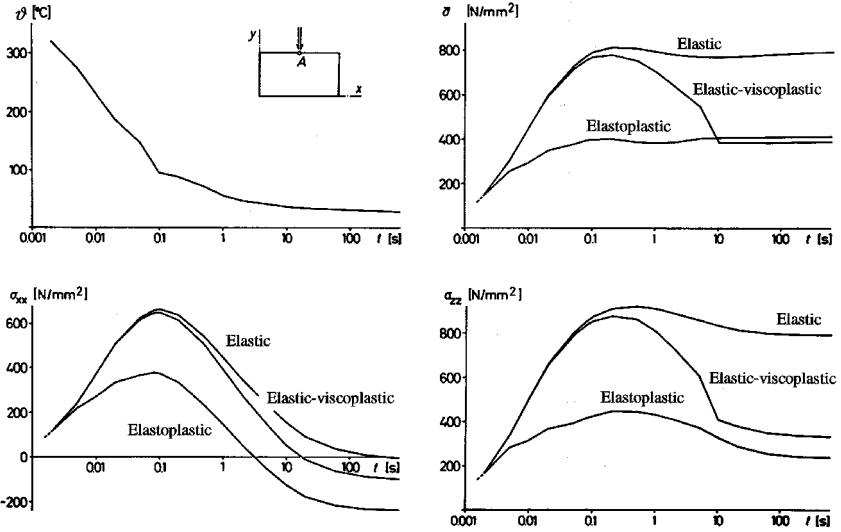 ϑ [°C]
300
200
100
0
0.001
0.01
0.1
1
10
100
t [s]
y
A
x
σ̄ [N/mm²]
800
600
400
200
Elastic
Elastic-viscoplastic
Elastoplastic
0.001
0.01
0.1
1
10
100
t [s]
σxx [N/mm²]
600
400
200
0
-200
Elastic
Elastic-viscoplastic
Elastoplastic
0.01
0.1
1
10
100
t [s]
σzz [N/mm²]
800
600
400
200
Elastic
Elastic-viscoplastic
Elastoplastic
0.001
0.01
0.1
1
10
100
t [s]